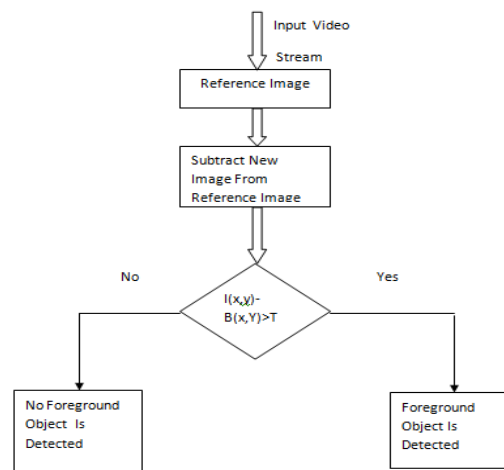 Input Video
Stream
Reference Image
Subtract New
Image From
Reference Image
No
Yes
I(x,y)-
B(x,Y)>T
No Foreground
Object Is
Detected
Foreground
Object Is
Detected